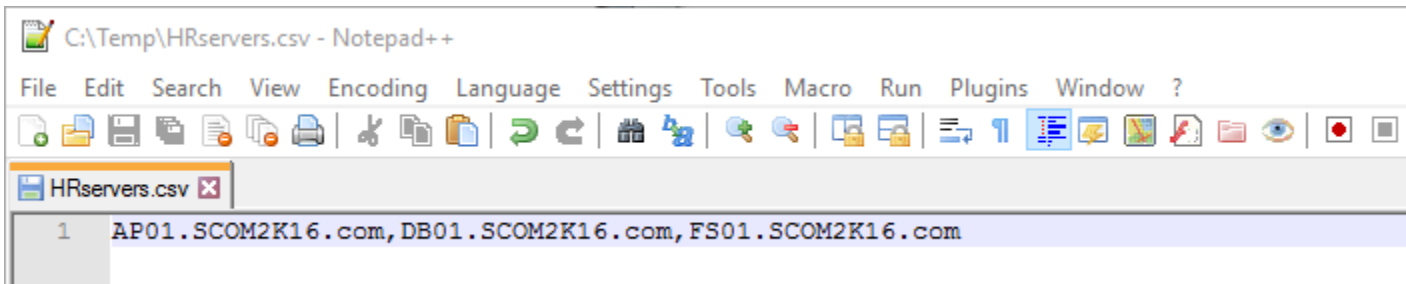 C:\Temp\HRservers.csv - Notepad++
File Edit Search View Encoding Language Settings Tools Macro Run Plugins Window ?
HRservers.csv
1 AP01.SCOM2K16.com,DB01.SCOM2K16.com,FS01.SCOM2K16.com